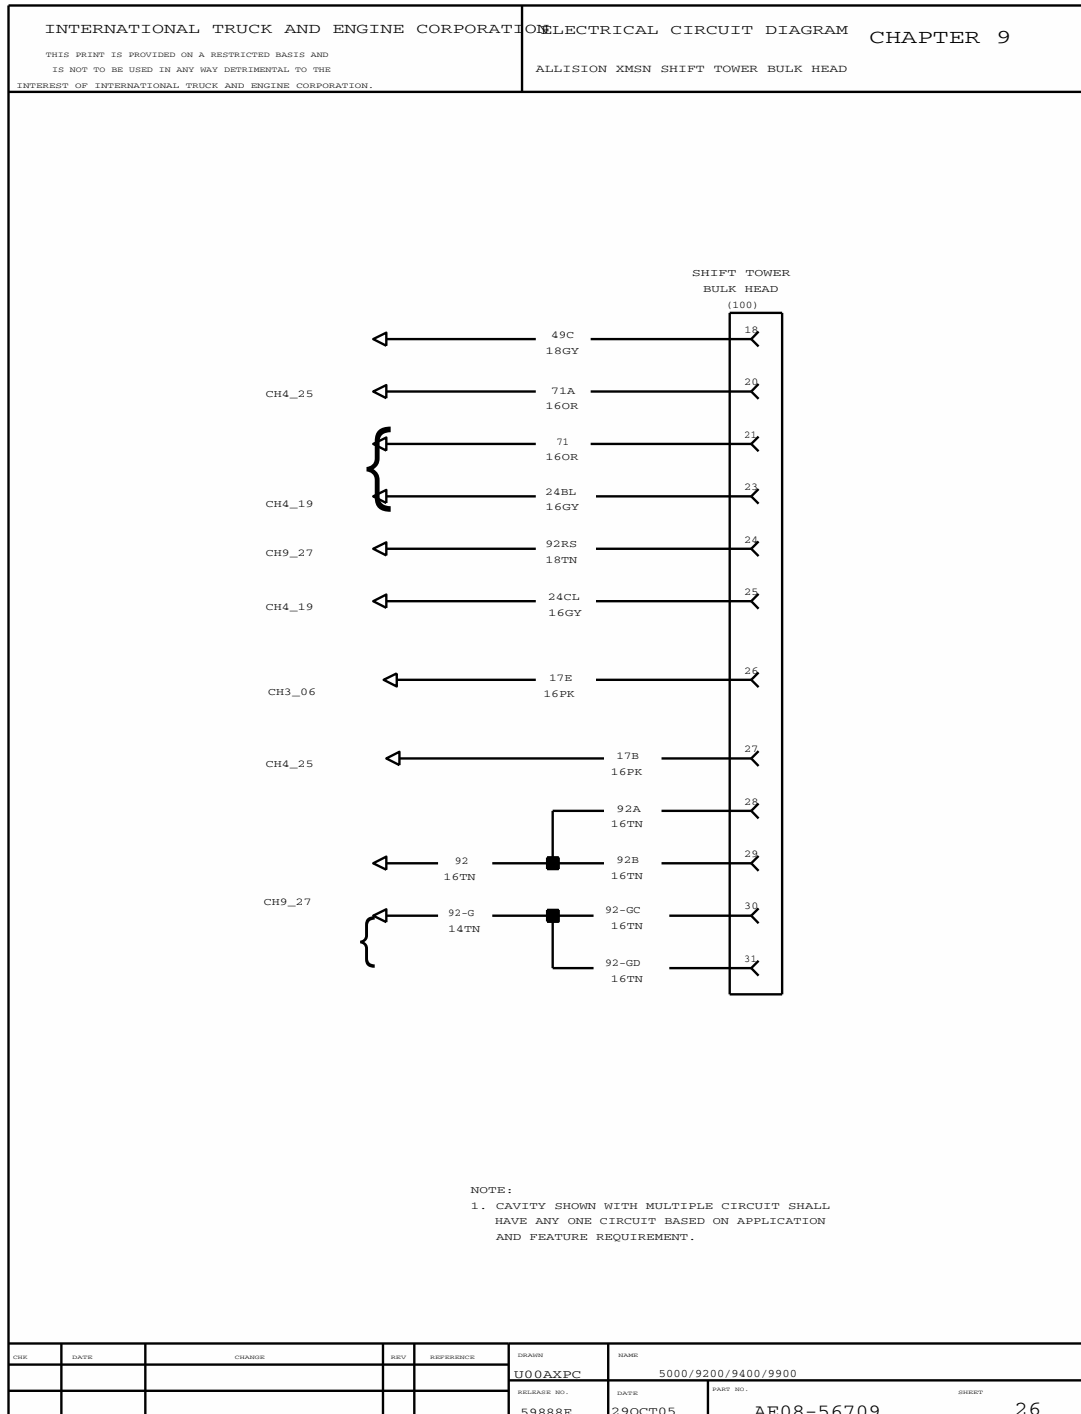 INTERNATIONAL TRUCK AND ENGINE CORPORATION
THIS PRINT IS PROVIDED ON A RESTRICTED BASIS AND
IS NOT TO BE USED IN ANY WAY DETRIMENTAL TO THE
INTEREST OF INTERNATIONAL TRUCK AND ENGINE CORPORATION.
ELECTRICAL CIRCUIT DIAGRAM
CHAPTER 9
ALLISION XMSN SHIFT TOWER BULK HEAD
SHIFT TOWER
BULK HEAD
(100)
49C
18GY
18
CH4_25
71A
16OR
20
71
16OR
21
CH4_19
24BL
16GY
23
CH9_27
92RS
18TN
24
CH4_19
24CL
16GY
25
CH3_06
17E
16PK
26
CH4_25
17B
16PK
27
92A
16TN
28
92
16TN
92B
16TN
29
CH9_27
92-G
14TN
92-GC
16TN
30
92-GD
16TN
31
NOTE:
1. CAVITY SHOWN WITH MULTIPLE CIRCUIT SHALL
HAVE ANY ONE CIRCUIT BASED ON APPLICATION
AND FEATURE REQUIREMENT.
CHK DATE CHANGE REV REFERENCE
DRAWN
U00AXPC
NAME
5000/9200/9400/9900
RELEASE NO.
59888F
DATE
29OCT05
PART NO.
AE08-56709
SHEET
26